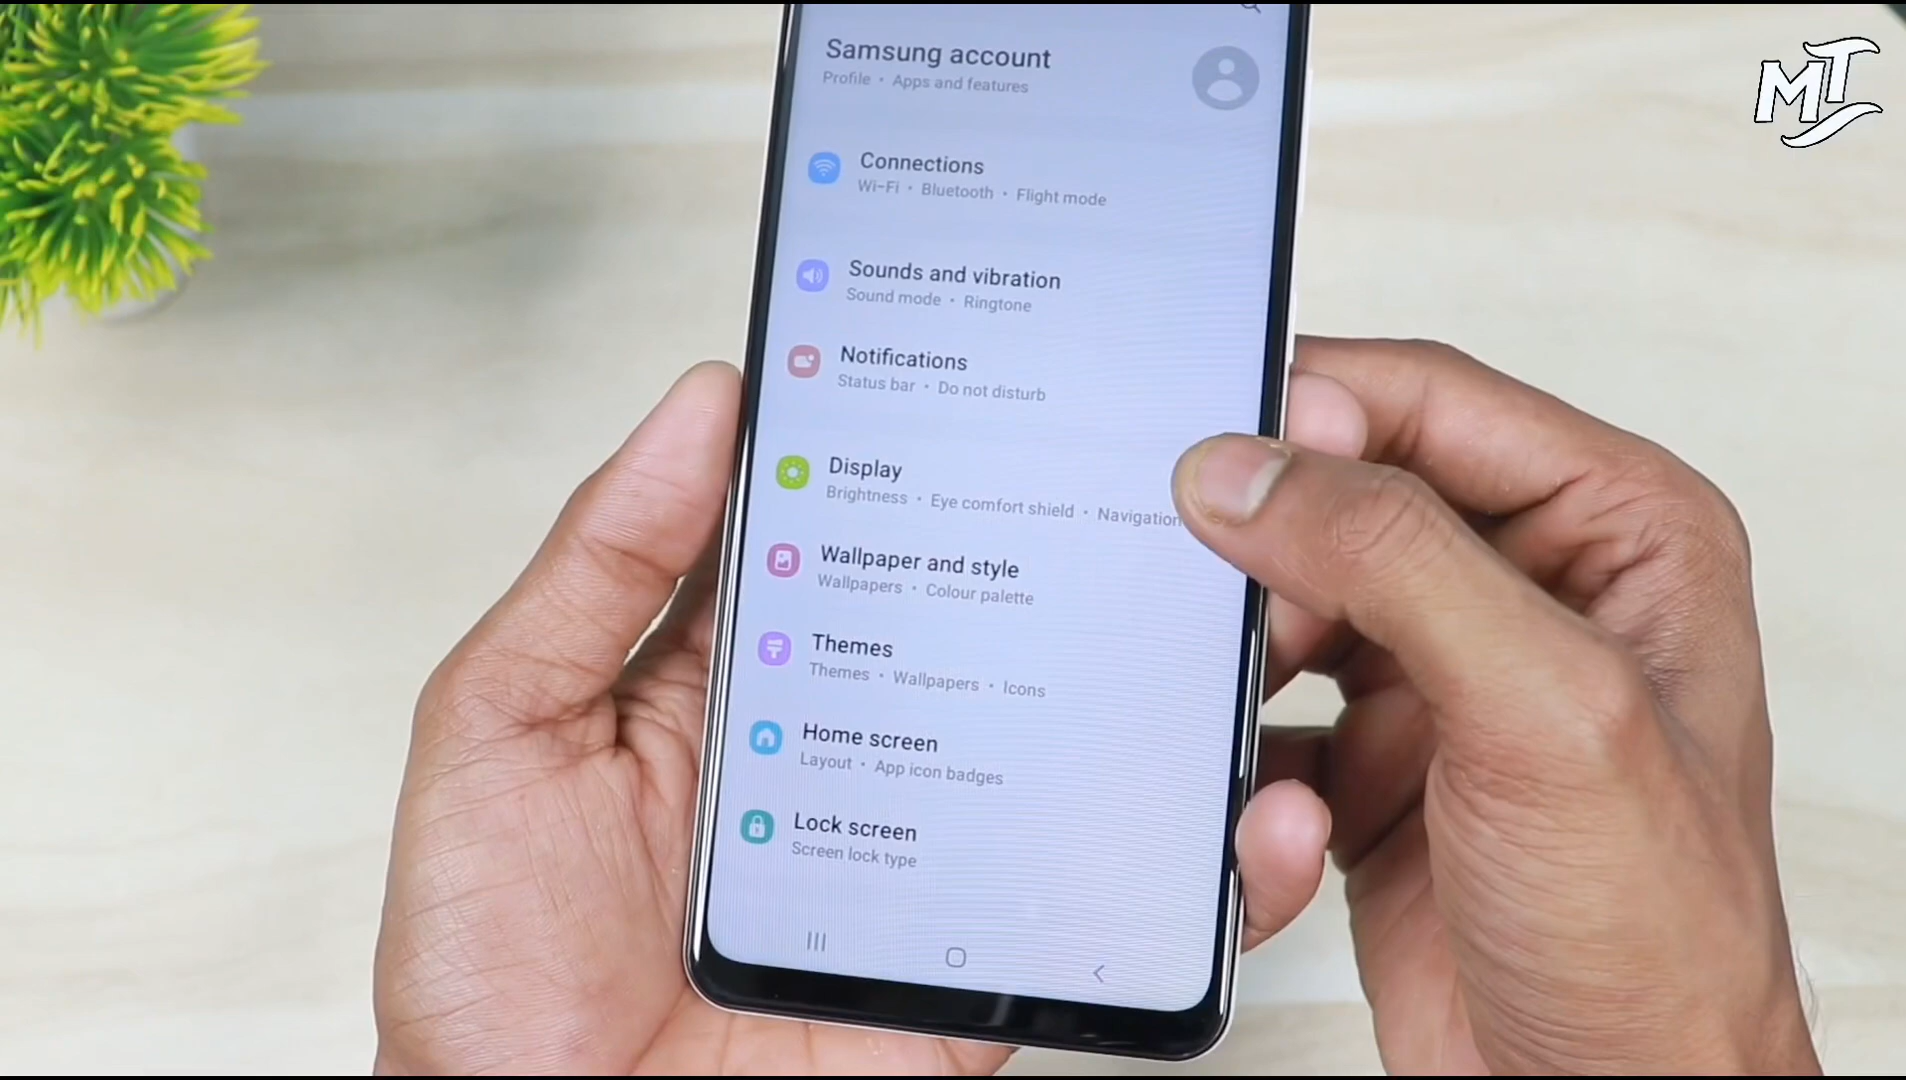 Samsung account
Profile • Apps and features
Connections
Wi-Fi • Bluetooth • Flight mode
Sounds and vibration
Sound mode • Ringtone
Notifications
Status bar • Do not disturb
Display
Brightness • Eye comfort shield • Navigation
Wallpaper and style
Wallpapers • Colour palette
Themes
Themes • Wallpapers • Icons
Home screen
Layout • App icon badges
Lock screen
Screen lock type
MT